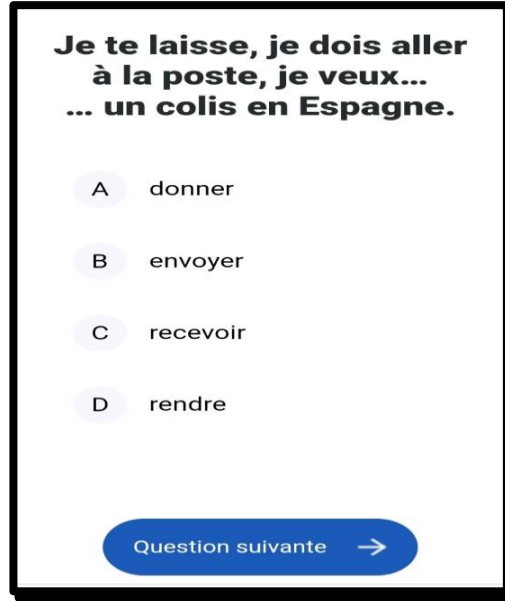 Je te laisse, je dois aller
à la poste, je veux...
... un colis en Espagne.
A donner
B envoyer
C recevoir
D rendre
Question suivante →